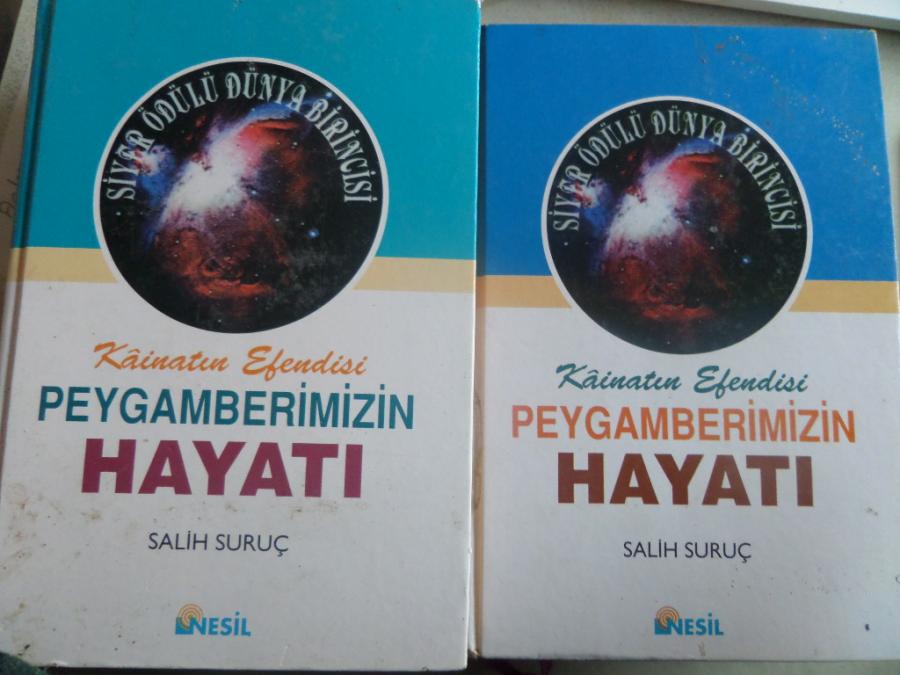 SİYER ÖDÜLÜ DÜNYA BİRİNCİSİ
Kâinatın Efendisi
PEYGAMBERİMİZİN
HAYATI
SALİH SURUÇ
NESİL
SİYER ÖDÜLÜ DÜNYA BİRİNCİSİ
Kâinatın Efendisi
PEYGAMBERİMİZİN
HAYATI
SALİH SURUÇ
NESİL